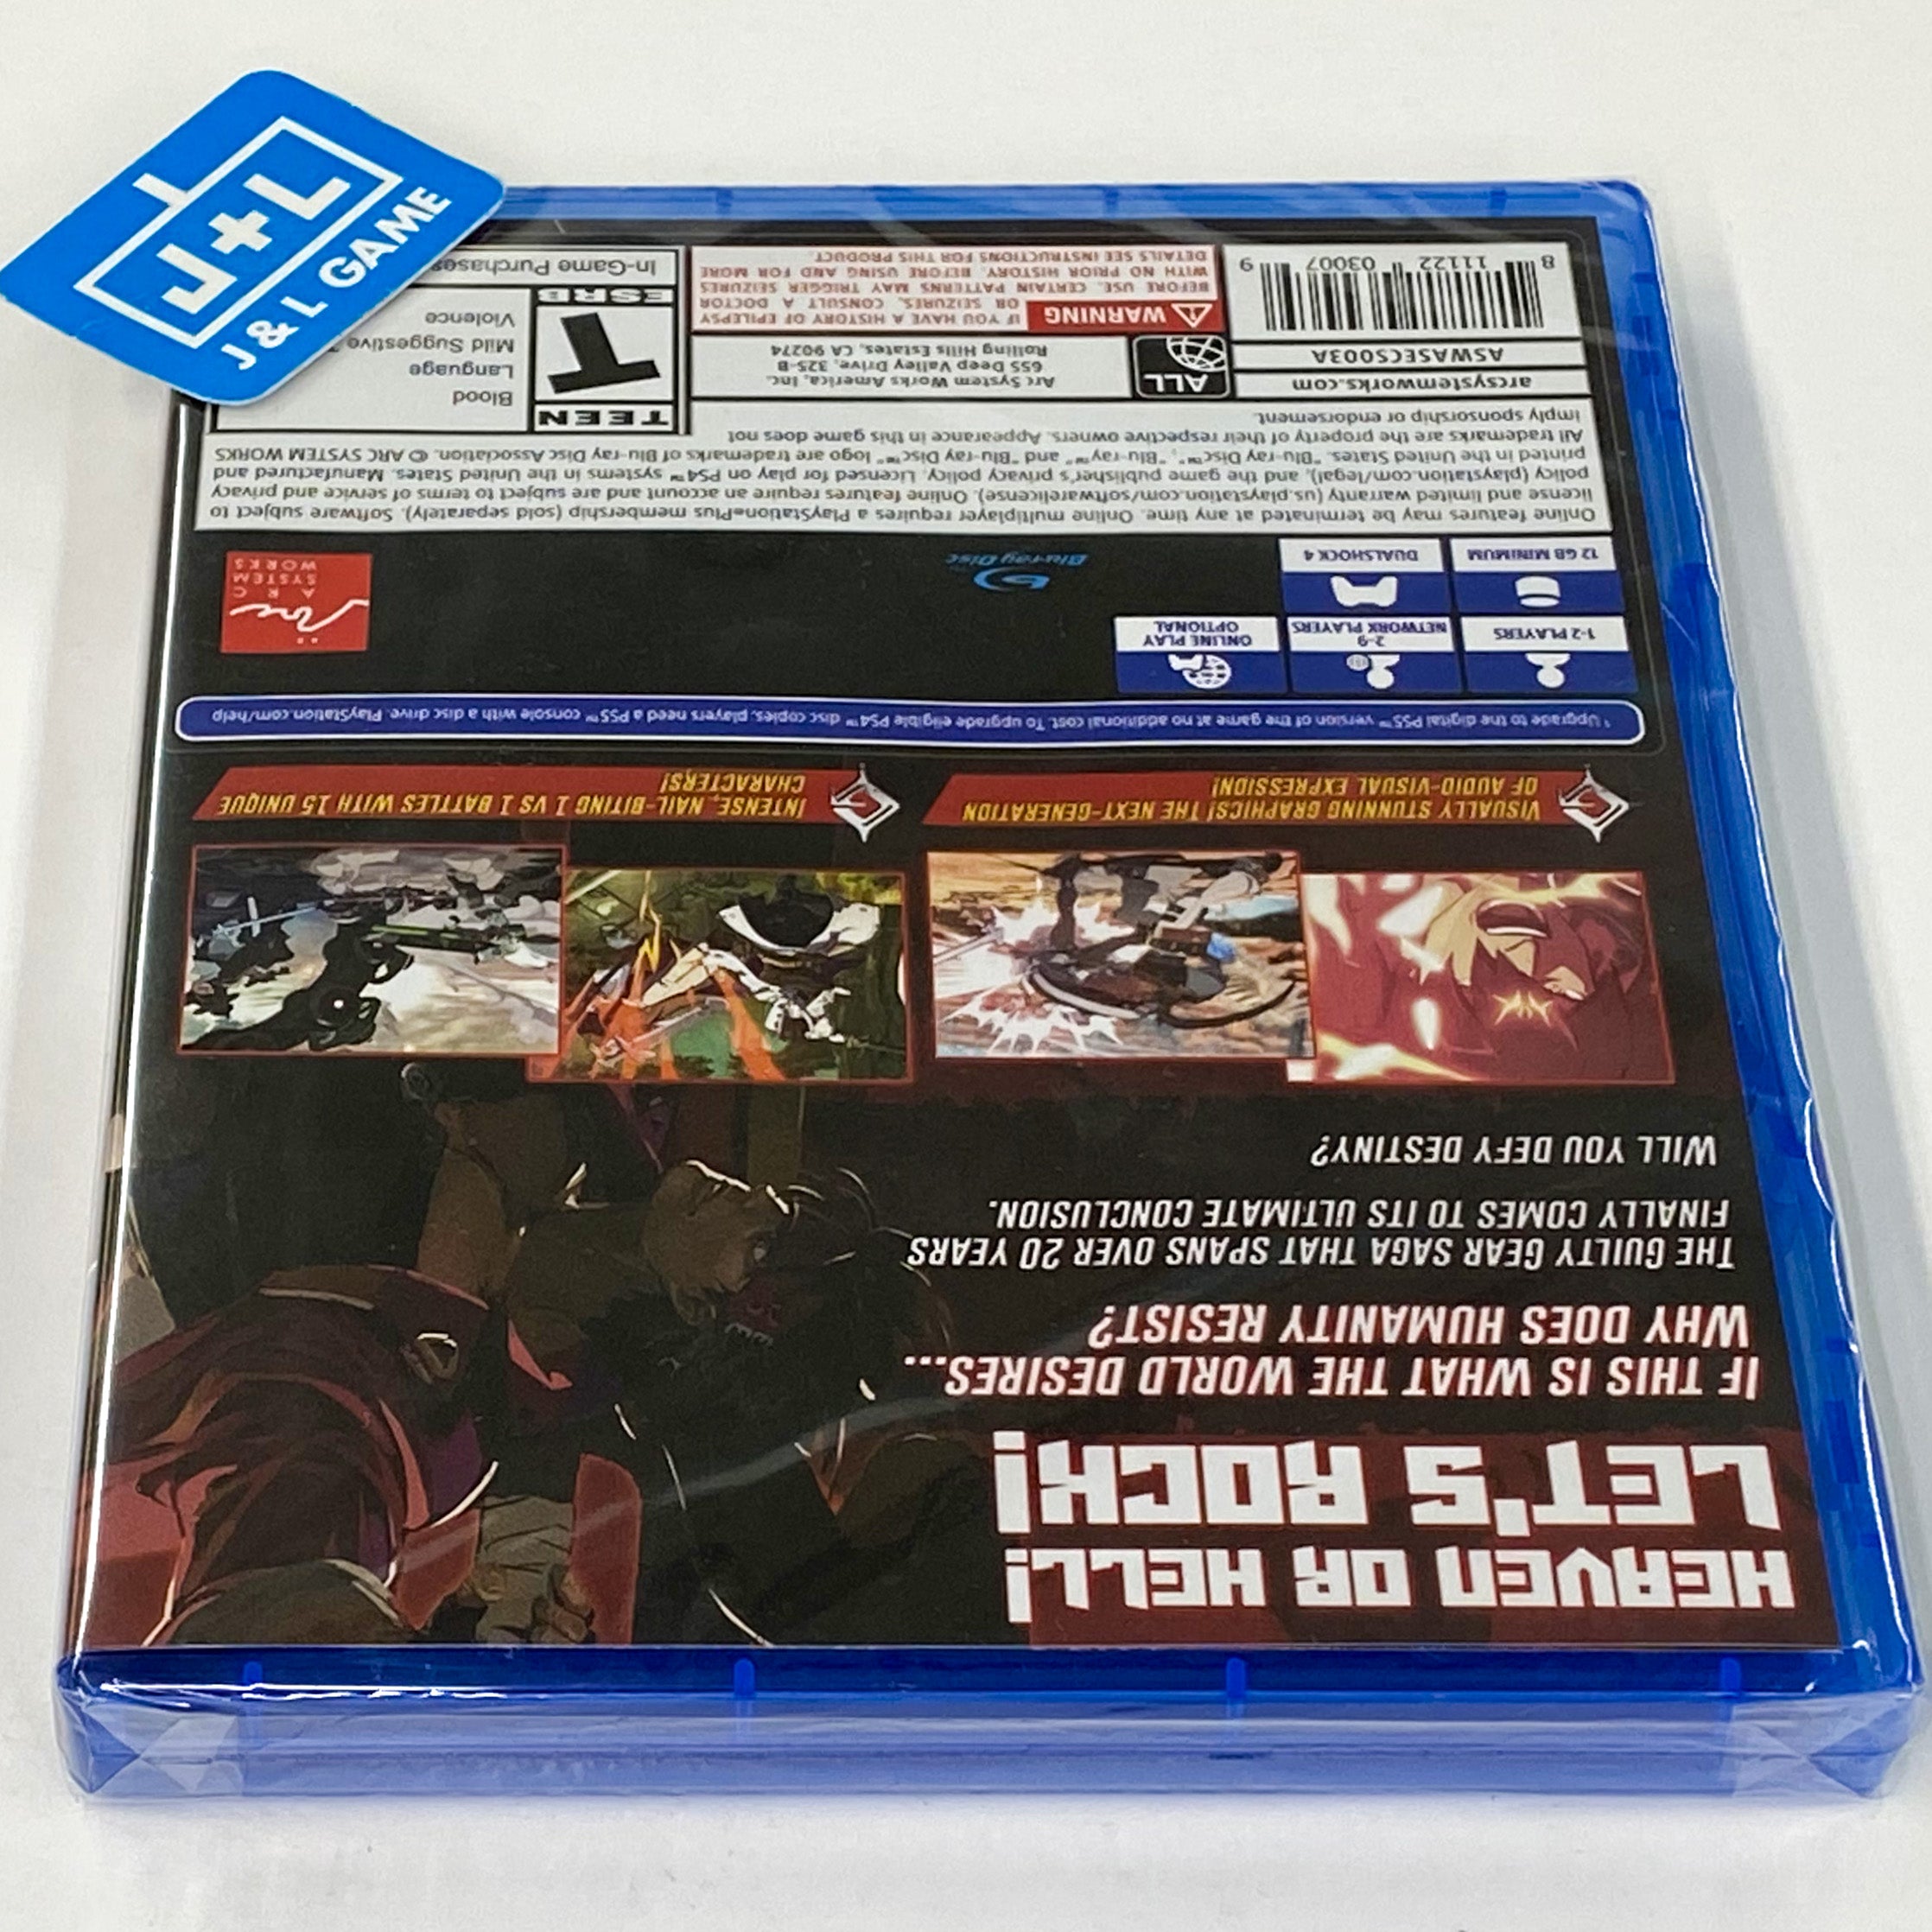 HEAVEN OR HELL!
LET'S ROCK!
IF THIS IS WHAT THE WORLD DESIRES...
WHY DOES HUMANITY RESIST?
THE GUILTY GEAR SAGA THAT SPANS OVER 20 YEARS
FINALLY COMES TO ITS ULTIMATE CONCLUSION.
WILL YOU DEFY DESTINY?
VISUALLY STUNNING GRAPHICS! THE NEXT-GENERATION
OF AUDIO-VISUAL EXPRESSION!
INTENSE, NAIL-BITING 1 VS 1 BATTLES WITH 15 UNIQUE
CHARACTERS!
Upgrade to the digital PS5™ version of the game at no additional cost. To upgrade eligible PS4™ disc copies, players need a PS5™ console with a disc drive. PlayStation.com/help
1-2 PLAYERS
2-9
NETWORK PLAYERS
ONLINE PLAY
OPTIONAL
12 GB MINIMUM
DUALSHOCK 4
Blu-ray Disc
ARC
SYSTEM
WORKS
Online features may be terminated at any time. Online multiplayer requires a PlayStation®Plus membership (sold separately). Software subject to
license and limited warranty (us.playstation.com/softwarelicense). Online features require an account and are subject to terms of service and privacy
policy (playstation.com/legal), and the game publisher's privacy policy. Licensed for play on PS4™ systems in the United States. Manufactured and
printed in the United States. "Blu-ray Disc™", "Blu-ray™" and "Blu-ray Disc™" logo are trademarks of Blu-ray Disc Association. © ARC SYSTEM WORKS
All trademarks are the property of their respective owners. Appearance in this game does not
imply sponsorship or endorsement.
arcsystemworks.com
ASWASECS003A
8 11122 03007 9
ALL
Arc System Works America, Inc.
655 Deep Valley Drive, 325-B
Rolling Hills Estates, CA 90274
WARNING
IF YOU HAVE A HISTORY OF EPILEPSY
OR SEIZURES, CONSULT A DOCTOR
BEFORE USE. CERTAIN PATTERNS MAY TRIGGER SEIZURES
WITH NO PRIOR HISTORY. BEFORE USING AND FOR MORE
DETAILS SEE INSTRUCTIONS FOR THIS PRODUCT.
TEEN
T
ESRB
Blood
Language
Mild Suggestive
Violence
In-Game Purchases
J+L
J & L GAME